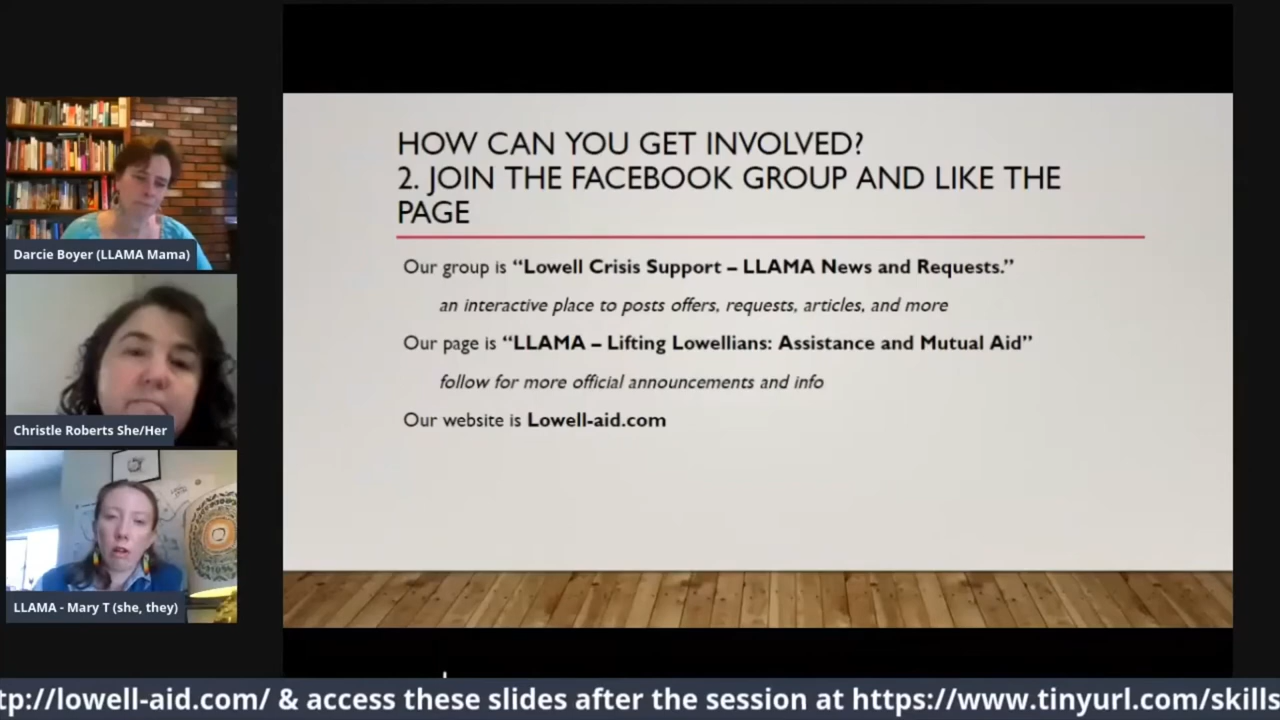 HOW CAN YOU GET INVOLVED?
2. JOIN THE FACEBOOK GROUP AND LIKE THE
PAGE
Our group is “Lowell Crisis Support – LLAMA News and Requests.”
an interactive place to posts offers, requests, articles, and more
Our page is “LLAMA – Lifting Lowellians: Assistance and Mutual Aid”
follow for more official announcements and info
Our website is Lowell-aid.com
Darcie Boyer (LLAMA Mama)
Christle Roberts She/Her
LLAMA - Mary T (she, they)
tp://lowell-aid.com/ & access these slides after the session at https://www.tinyurl.com/skills